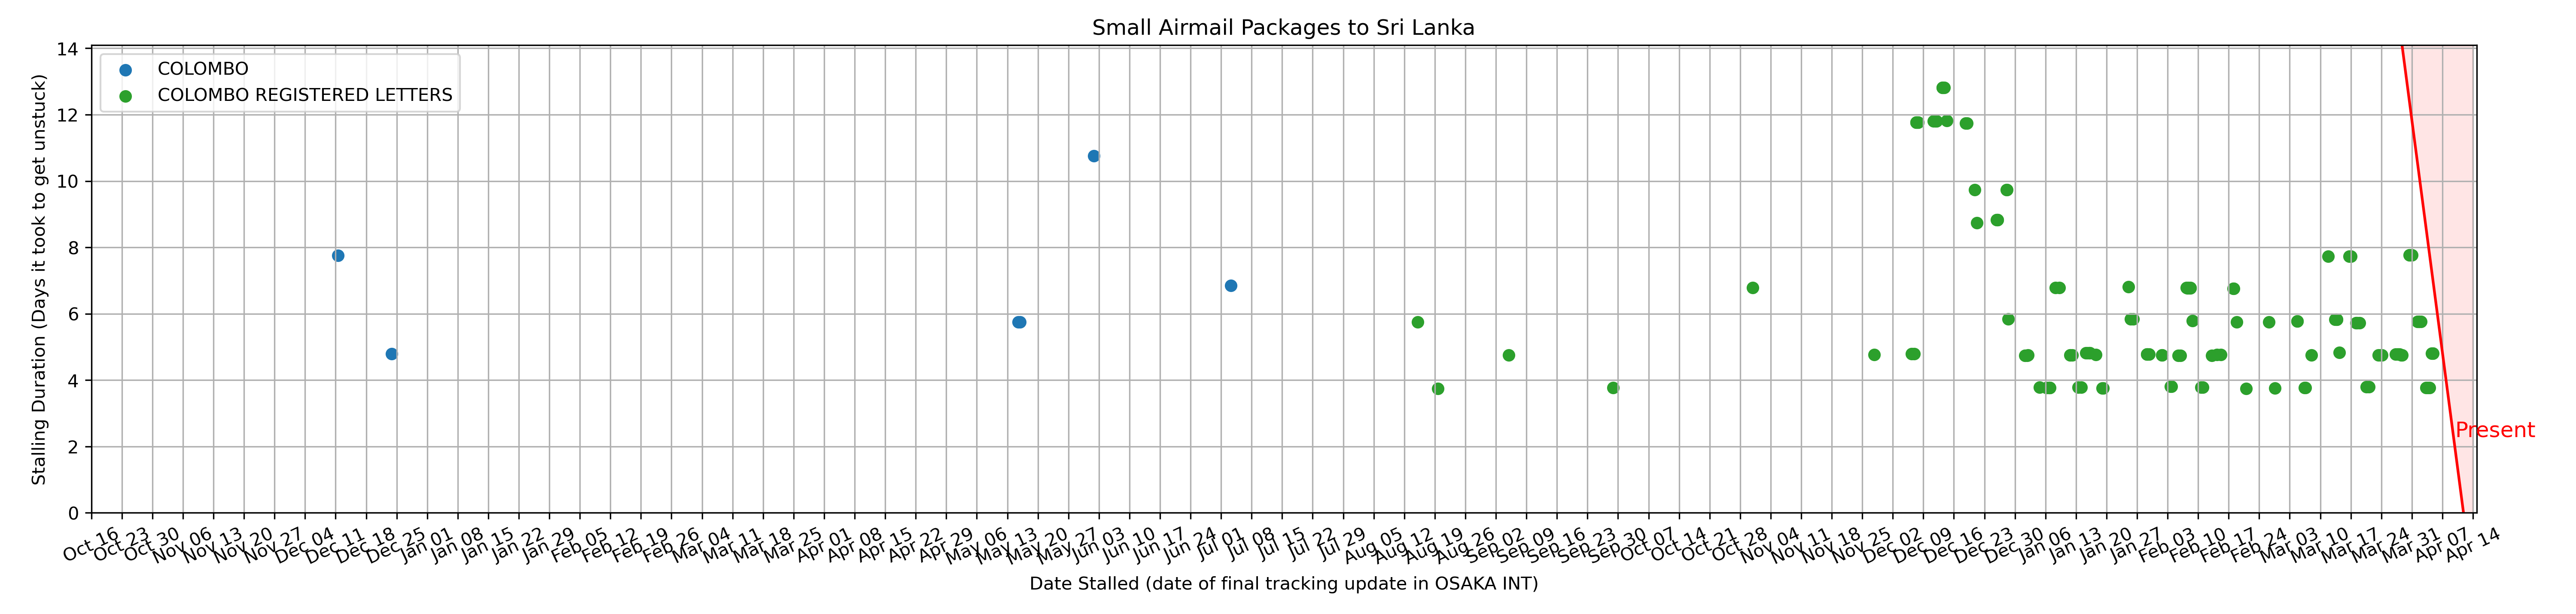 Small Airmail Packages to Sri Lanka
COLOMBO
COLOMBO REGISTERED LETTERS
Stalling Duration (Days it took to get unstuck)
14
12
10
8
6
4
2
0
Present
Oct 16
Oct 23
Oct 30
Nov 06
Nov 13
Nov 20
Nov 27
Dec 04
Dec 11
Dec 18
Dec 25
Jan 01
Jan 08
Jan 15
Jan 22
Jan 29
Feb 05
Feb 12
Feb 19
Feb 26
Mar 04
Mar 11
Mar 18
Mar 25
Apr 01
Apr 08
Apr 15
Apr 22
Apr 29
May 06
May 13
May 20
May 27
Jun 03
Jun 10
Jun 17
Jun 24
Jul 01
Jul 08
Jul 15
Jul 22
Jul 29
Aug 05
Aug 12
Aug 19
Aug 26
Sep 02
Sep 09
Sep 16
Sep 23
Sep 30
Oct 07
Oct 14
Oct 21
Oct 28
Nov 04
Nov 11
Nov 18
Nov 25
Dec 02
Dec 09
Dec 16
Dec 23
Dec 30
Jan 06
Jan 13
Jan 20
Jan 27
Feb 03
Feb 10
Feb 17
Feb 24
Mar 03
Mar 10
Mar 17
Mar 24
Mar 31
Apr 07
Apr 14
Date Stalled (date of final tracking update in OSAKA INT)